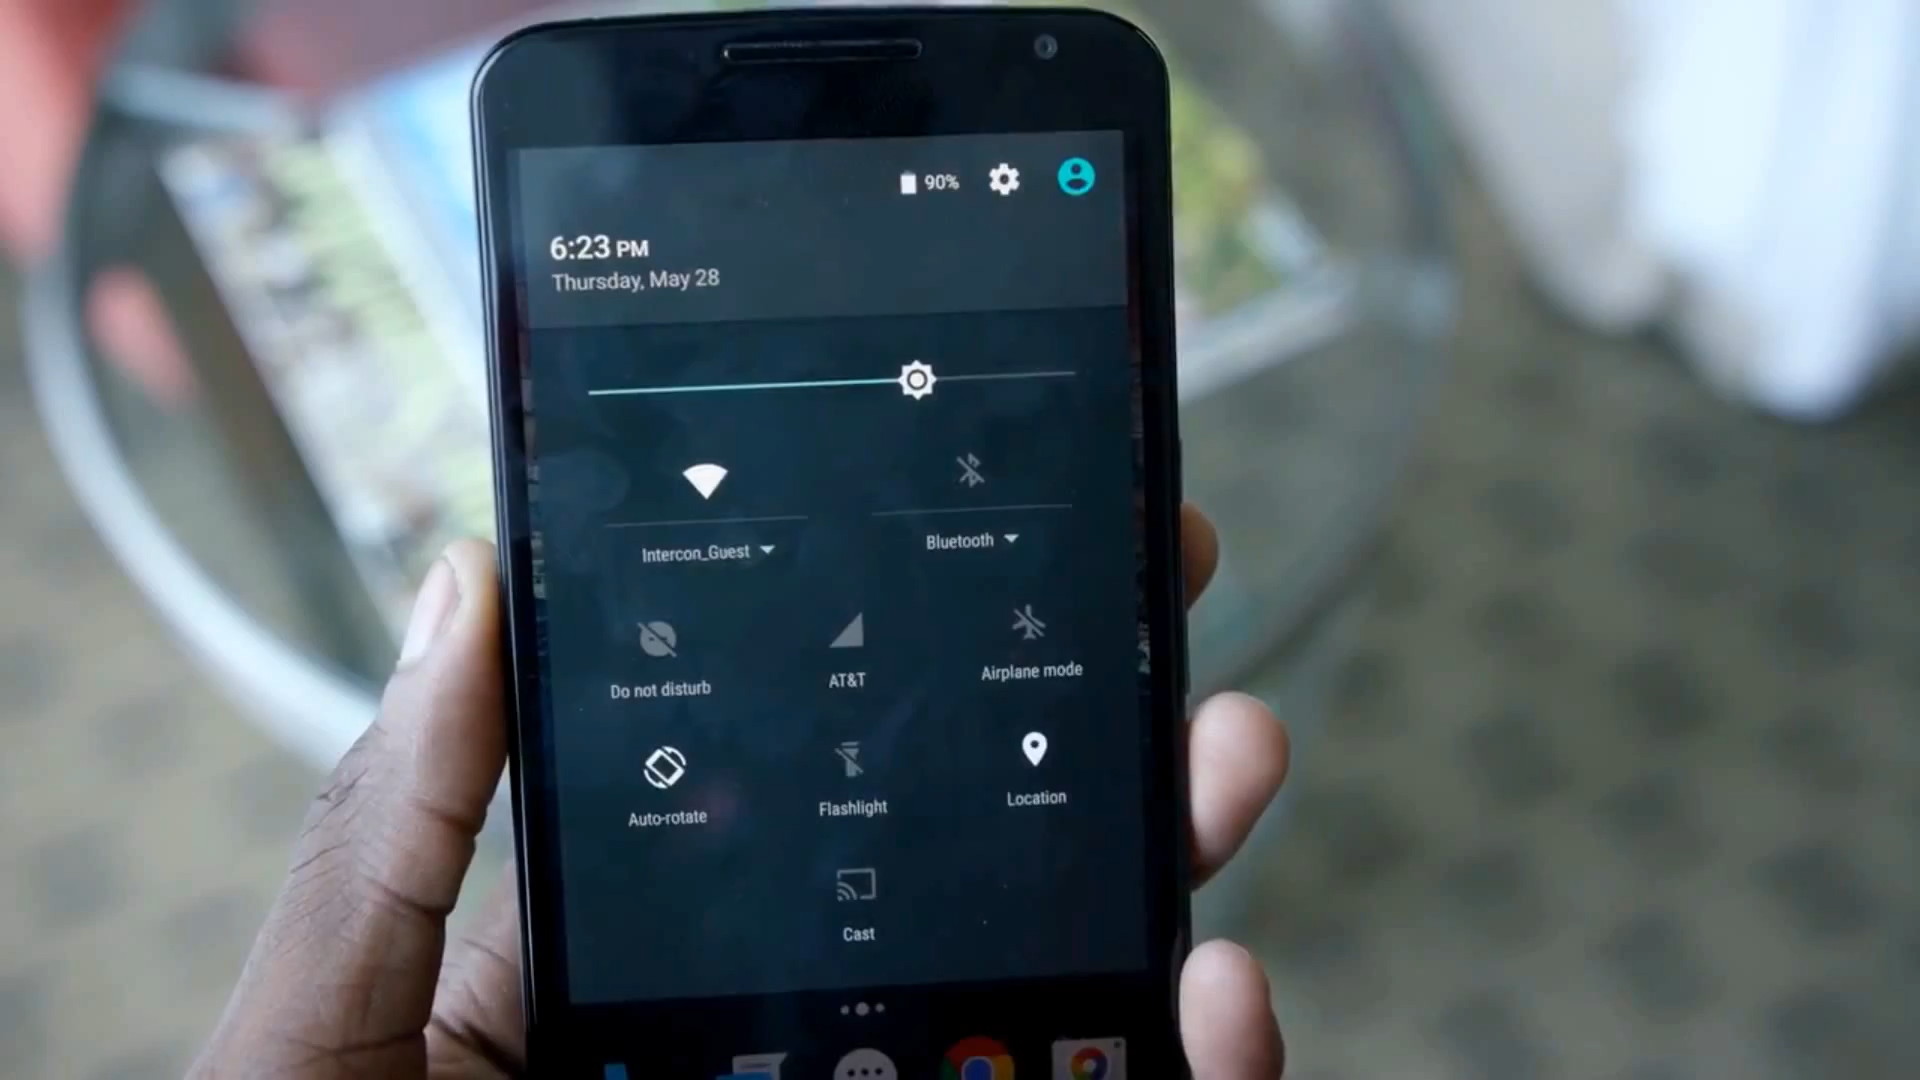 90%
6:23 PM
Thursday, May 28
Intercon_Guest
Bluetooth
Do not disturb
AT&T
Airplane mode
Auto-rotate
Flashlight
Location
Cast